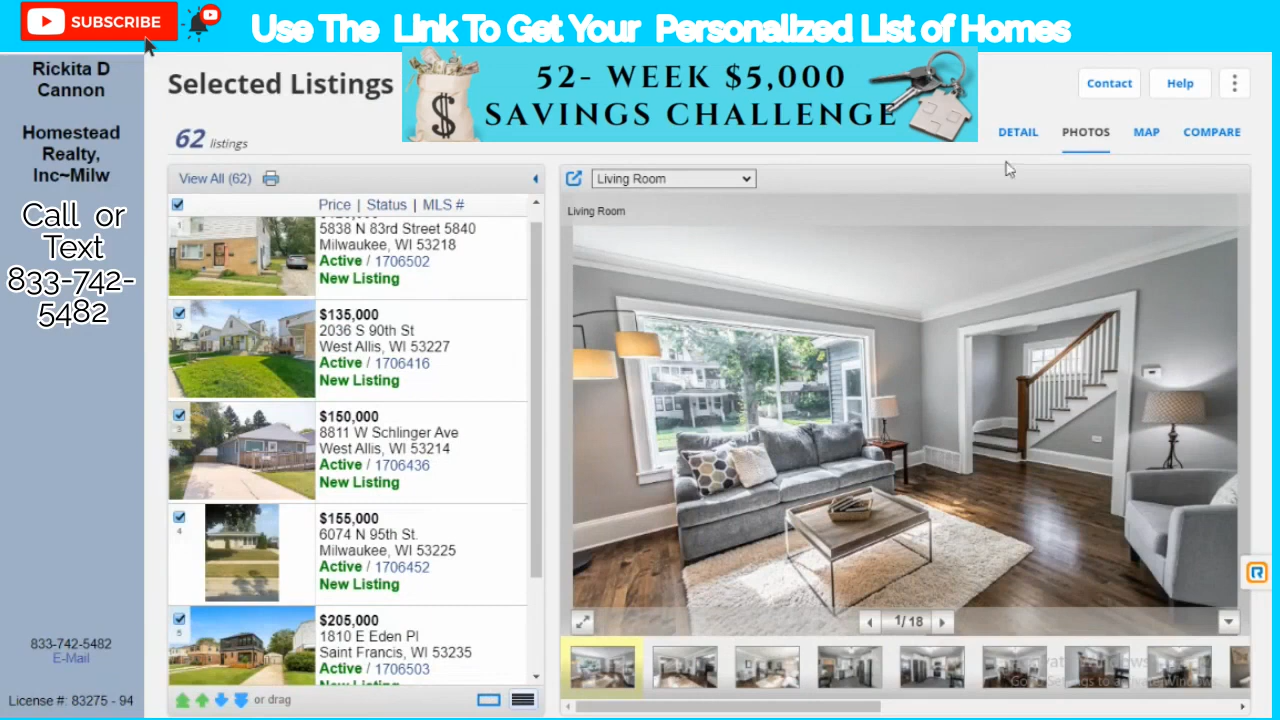 SUBSCRIBE
Use The Link To Get Your Personalized List of Homes
Rickita D
Cannon
Homestead
Realty,
Inc~Milw
Call or
Text
833-742-
5482
833-742-5482
E-Mail
License #: 83275 - 94
Selected Listings
52- WEEK $5,000
SAVINGS CHALLENGE
$
Contact
Help
62 listings
DETAIL
PHOTOS
MAP
COMPARE
View All (62)
Price | Status | MLS #
1
5838 N 83rd Street 5840
Milwaukee, WI 53218
Active / 1706502
New Listing
2
$135,000
2036 S 90th St
West Allis, WI 53227
Active / 1706416
New Listing
3
$150,000
8811 W Schlinger Ave
West Allis, WI 53214
Active / 1706436
New Listing
4
$155,000
6074 N 95th St.
Milwaukee, WI 53225
Active / 1706452
New Listing
5
$205,000
1810 E Eden Pl
Saint Francis, WI 53235
Active / 1706503
or drag
Living Room
Living Room
1/ 18